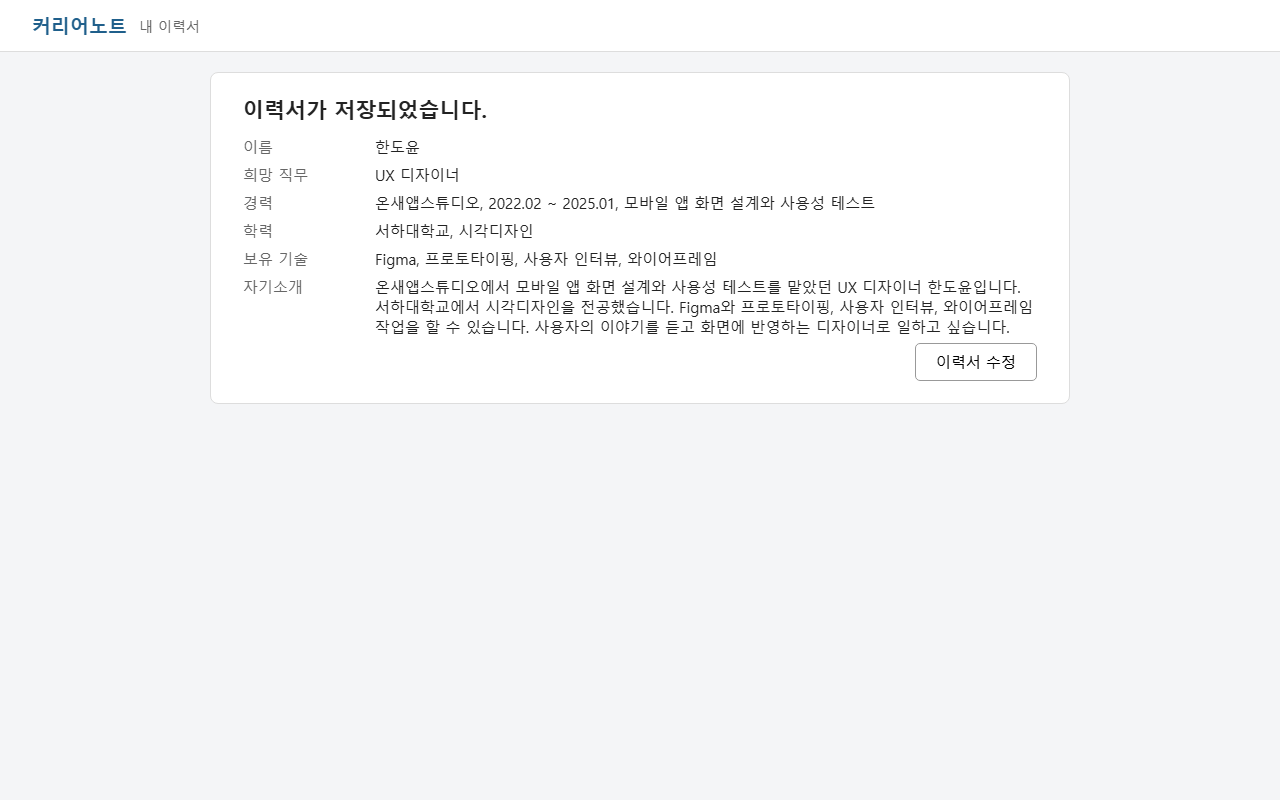 커리어노트 내 이력서
이력서가 저장되었습니다.
이름 한도윤
희망 직무 UX 디자이너
경력 온새앱스튜디오, 2022.02 ~ 2025.01, 모바일 앱 화면 설계와 사용성 테스트
학력 서하대학교, 시각디자인
보유 기술 Figma, 프로토타이핑, 사용자 인터뷰, 와이어프레임
자기소개 온새앱스튜디오에서 모바일 앱 화면 설계와 사용성 테스트를 맡았던 UX 디자이너 한도윤입니다.
서하대학교에서 시각디자인을 전공했습니다. Figma와 프로토타이핑, 사용자 인터뷰, 와이어프레임
작업을 할 수 있습니다. 사용자의 이야기를 듣고 화면에 반영하는 디자이너로 일하고 싶습니다.
이력서 수정